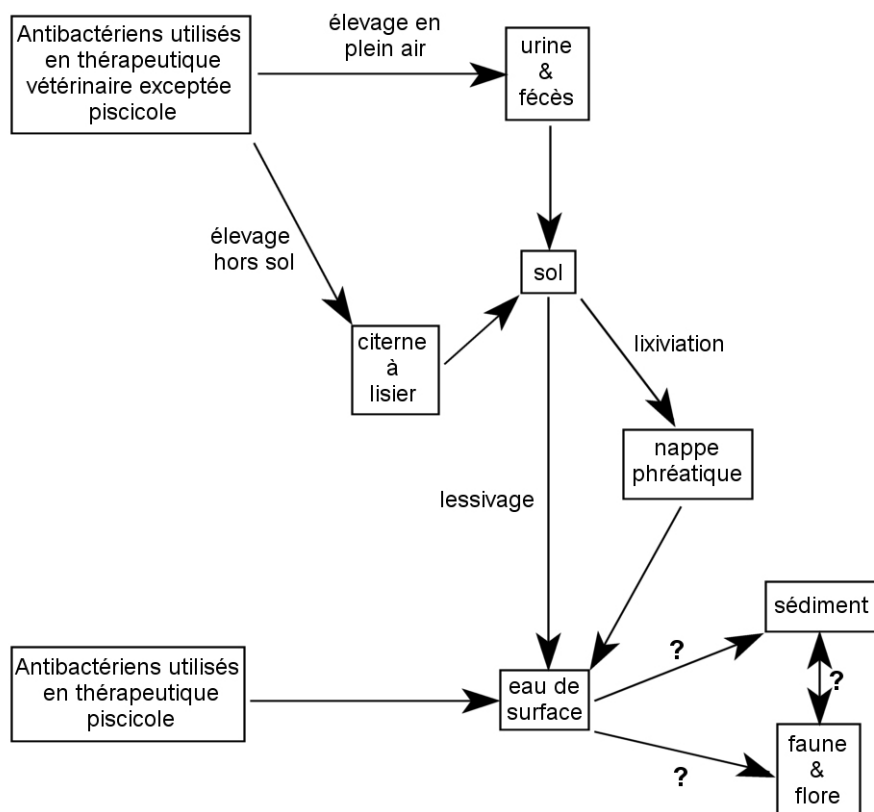 Antibactériens utilisés
en thérapeutique
vétérinaire exceptée
piscicole
élevage en
plein air
urine
&
fécès
élevage
hors sol
sol
citerne
à
lisier
lixiviation
nappe
phréatique
lessivage
sédiment
?
?
Antibactériens utilisés
en thérapeutique
piscicole
eau de
surface
?
faune
&
flore